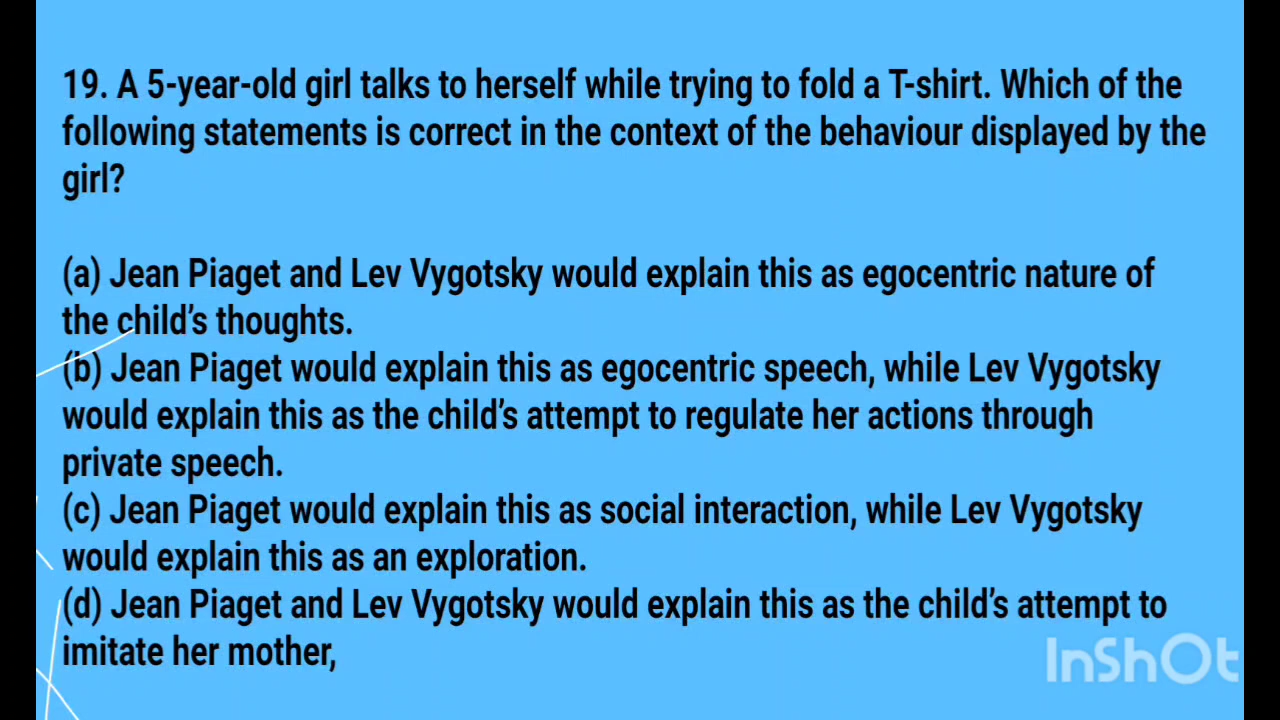 19. A 5-year-old girl talks to herself while trying to fold a T-shirt. Which of the
following statements is correct in the context of the behaviour displayed by the
girl?
(a) Jean Piaget and Lev Vygotsky would explain this as egocentric nature of
the child's thoughts.
(b) Jean Piaget would explain this as egocentric speech, while Lev Vygotsky
would explain this as the child's attempt to regulate her actions through
private speech.
(c) Jean Piaget would explain this as social interaction, while Lev Vygotsky
would explain this as an exploration.
(d) Jean Piaget and Lev Vygotsky would explain this as the child's attempt to
imitate her mother,
InShOt